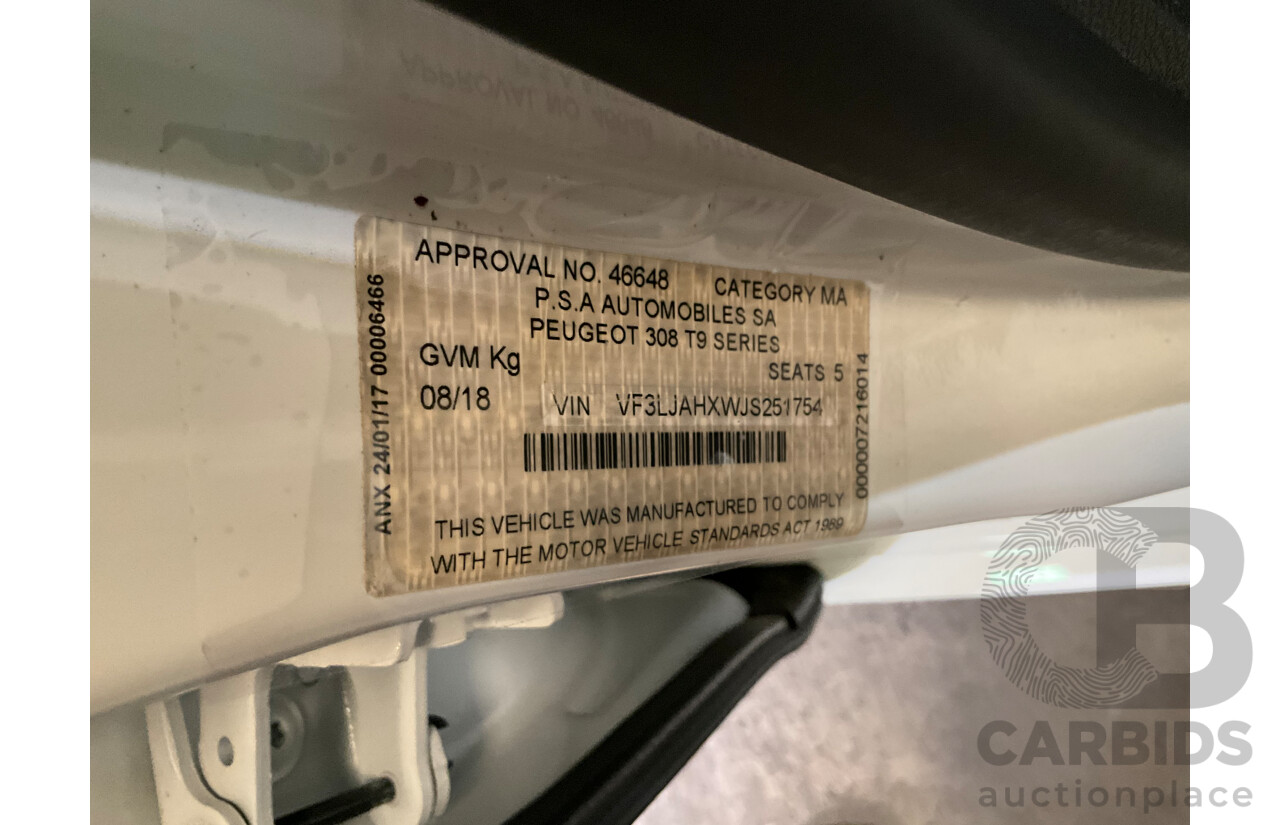 APPROVAL NO. 46648 CATEGORY MA
P.S.A AUTOMOBILES SA
PEUGEOT 308 T9 SERIES
GVM Kg SEATS 5
08/18 VIN VF3LJAHXWJS251754
THIS VEHICLE WAS MANUFACTURED TO COMPLY
WITH THE MOTOR VEHICLE STANDARDS ACT 1989
ANX 24/01/17 00006466
0000007216014
CB
CARBIDS
auctionplace